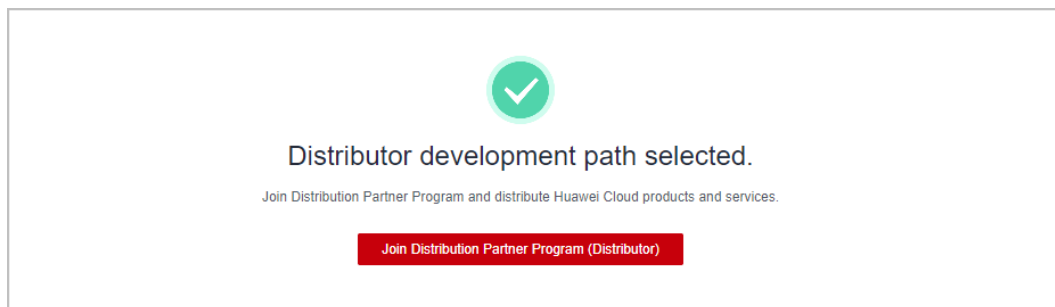 Distributor development path selected.
Join Distribution Partner Program and distribute Huawei Cloud products and services.
Join Distribution Partner Program (Distributor)